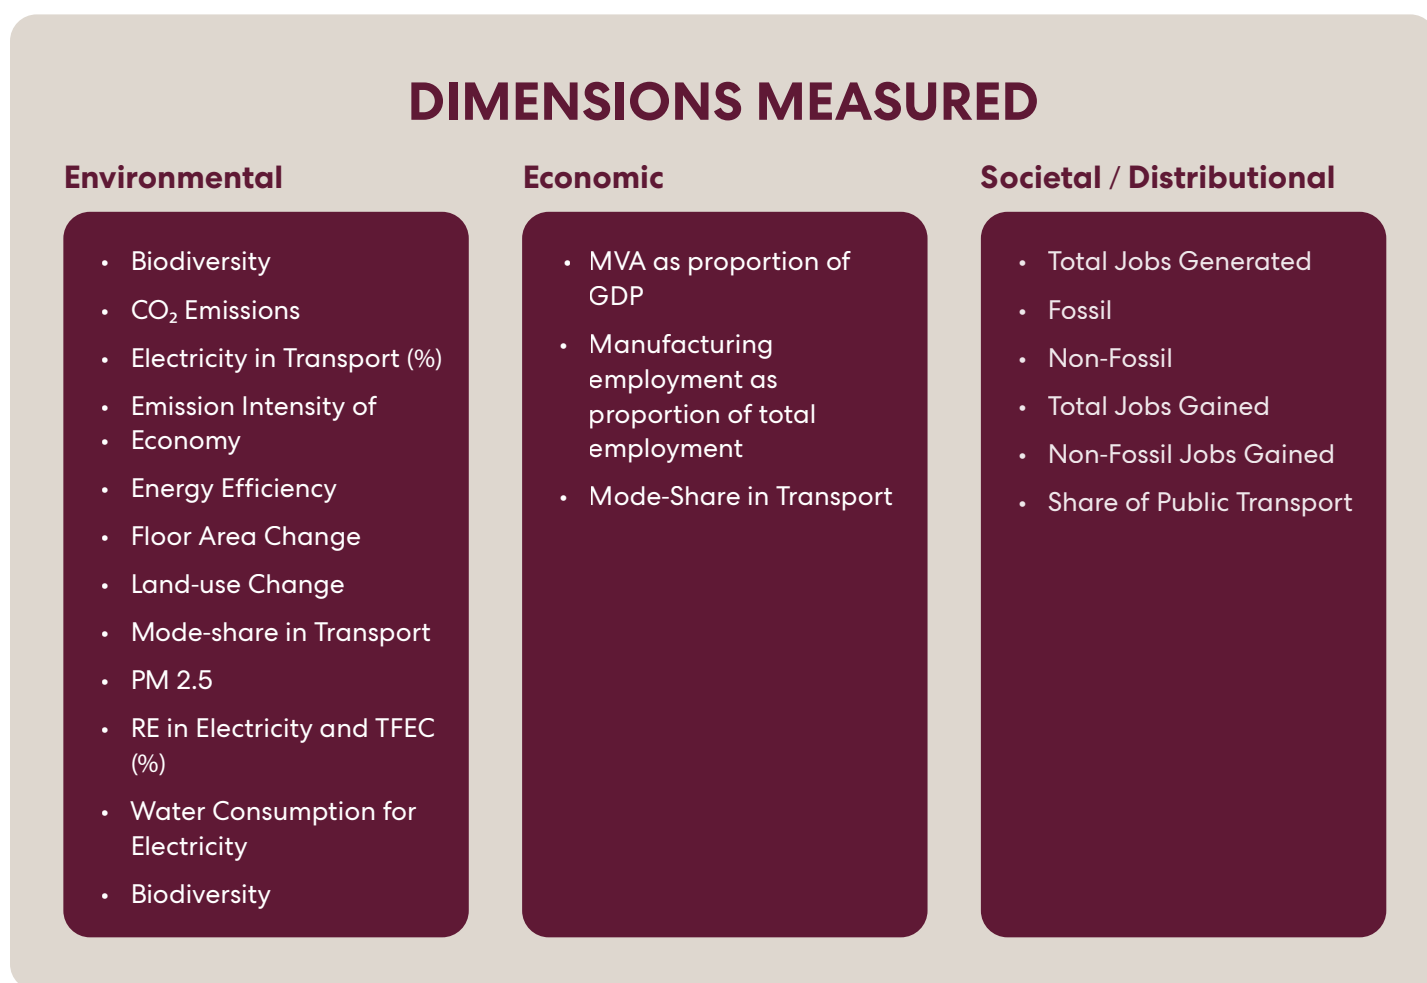 DIMENSIONS MEASURED
Environmental
• Biodiversity
• CO₂ Emissions
• Electricity in Transport (%)
• Emission Intensity of
• Economy
• Energy Efficiency
• Floor Area Change
• Land-use Change
• Mode-share in Transport
• PM 2.5
• RE in Electricity and TFEC
(%)
• Water Consumption for
Electricity
• Biodiversity
Economic
• MVA as proportion of
GDP
• Manufacturing
employment as
proportion of total
employment
• Mode-Share in Transport
Societal / Distributional
• Total Jobs Generated
• Fossil
• Non-Fossil
• Total Jobs Gained
• Non-Fossil Jobs Gained
• Share of Public Transport